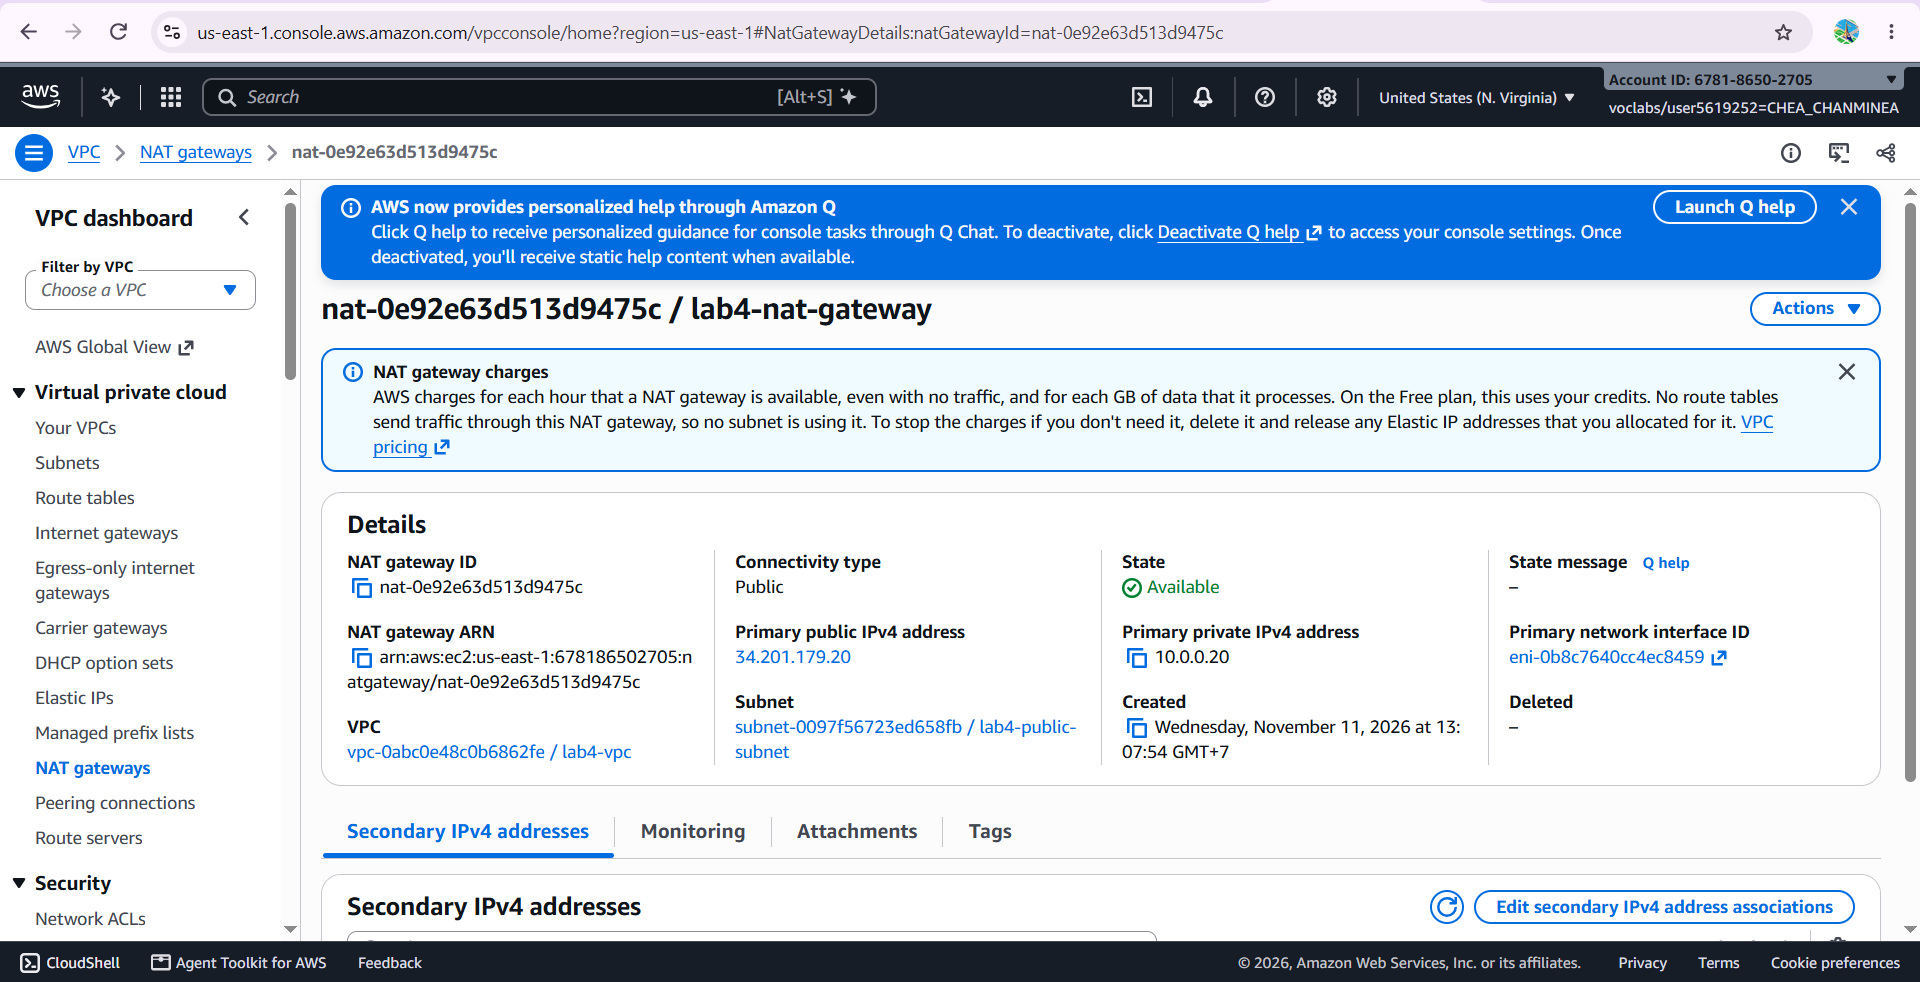 us-east-1.console.aws.amazon.com/vpcconsole/home?region=us-east-1#NatGatewayDetails:natGatewayId=nat-0e92e63d513d9475c
aws
Search
[Alt+S]
United States (N. Virginia)
Account ID: 6781-8650-2705
voclabs/user5619252=CHEA_CHANMINEA
VPC
NAT gateways
nat-0e92e63d513d9475c
VPC dashboard
Filter by VPC
Choose a VPC
AWS Global View
Virtual private cloud
Your VPCs
Subnets
Route tables
Internet gateways
Egress-only internet
gateways
Carrier gateways
DHCP option sets
Elastic IPs
Managed prefix lists
NAT gateways
Peering connections
Route servers
Security
Network ACLs
AWS now provides personalized help through Amazon Q
Click Q help to receive personalized guidance for console tasks through Q Chat. To deactivate, click Deactivate Q help to access your console settings. Once
deactivated, you'll receive static help content when available.
Launch Q help
nat-0e92e63d513d9475c / lab4-nat-gateway
Actions
NAT gateway charges
AWS charges for each hour that a NAT gateway is available, even with no traffic, and for each GB of data that it processes. On the Free plan, this uses your credits. No route tables
send traffic through this NAT gateway, so no subnet is using it. To stop the charges if you don't need it, delete it and release any Elastic IP addresses that you allocated for it. VPC
pricing
Details
NAT gateway ID
nat-0e92e63d513d9475c
Connectivity type
Public
State
Available
State message Q help
–
NAT gateway ARN
arn:aws:ec2:us-east-1:678186502705:n
atgateway/nat-0e92e63d513d9475c
Primary public IPv4 address
34.201.179.20
Primary private IPv4 address
10.0.0.20
Primary network interface ID
eni-0b8c7640cc4ec8459
VPC
vpc-0abc0e48c0b6862fe / lab4-vpc
Subnet
subnet-0097f56723ed658fb / lab4-public-
subnet
Created
Wednesday, November 11, 2026 at 13:
07:54 GMT+7
Deleted
–
Secondary IPv4 addresses
Monitoring
Attachments
Tags
Secondary IPv4 addresses
Edit secondary IPv4 address associations
CloudShell
Agent Toolkit for AWS
Feedback
© 2026, Amazon Web Services, Inc. or its affiliates.
Privacy
Terms
Cookie preferences